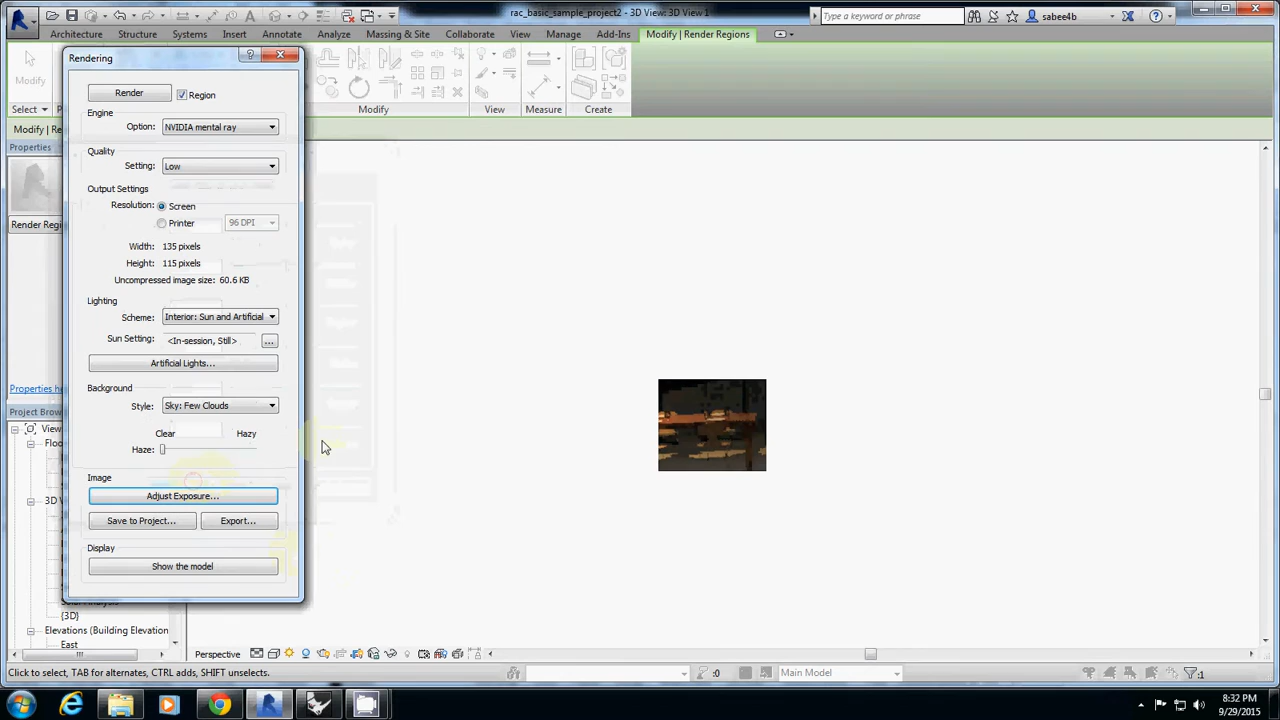 rac_basic_sample_project2 - 3D View: 3D View 1
Type a keyword or phrase
sabee4b
Architecture Structure Systems Insert Annotate Analyze Massing & Site Collaborate View Manage Add-Ins Modify | Render Regions
Modify
Select
Modify View Measure Create
Modify | Re
Properties
Render Regi
Properties he
Project Brow
Rendering
Render Region
Engine
Option: NVIDIA mental ray
Quality
Setting: Low
Output Settings
Resolution: Screen
Printer 96 DPI
Width: 135 pixels
Height: 115 pixels
Uncompressed image size: 60.6 KB
Lighting
Scheme: Interior: Sun and Artificial
Sun Setting: <In-session, Still> ...
Artificial Lights...
Background
Style: Sky: Few Clouds
Clear Hazy
Haze:
Image
Adjust Exposure...
Save to Project... Export...
Display
Show the model
View
Floo
3D V
{3D}
Elevations (Building Elevation
East
Perspective
Click to select, TAB for alternates, CTRL adds, SHIFT unselects.
:0
Main Model
:1
8:32 PM
9/29/2015